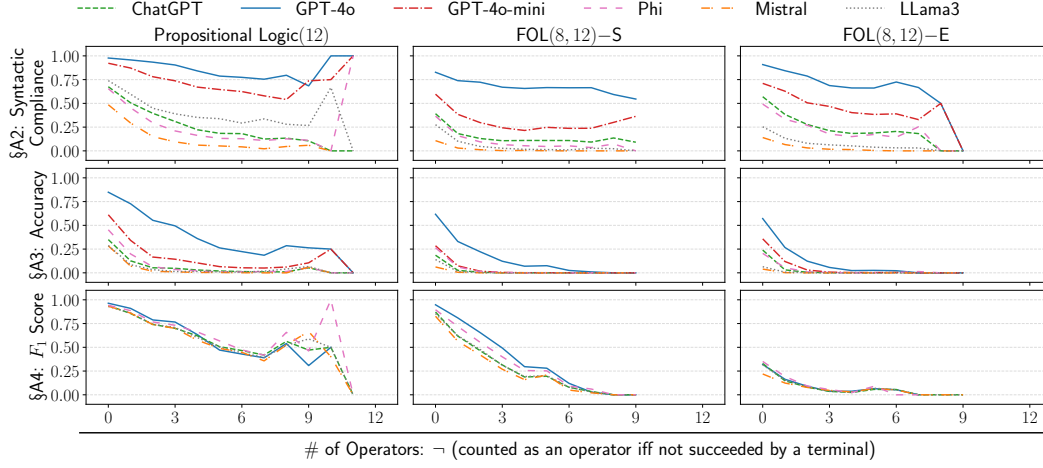 ChatGPT GPT-4o GPT-4o-mini Phi Mistral LLama3
Propositional Logic(12) FOL(8, 12)−S FOL(8, 12)−E
§A2: Syntactic
Compliance
1.00
0.75
0.50
0.25
0.00
§A3: Accuracy
1.00
0.75
0.50
0.25
0.00
§A4: F₁ Score
1.00
0.75
0.50
0.25
0.00
0 3 6 9 12 0 3 6 9 12 0 3 6 9 12
# of Operators: ¬ (counted as an operator iff not succeeded by a terminal)